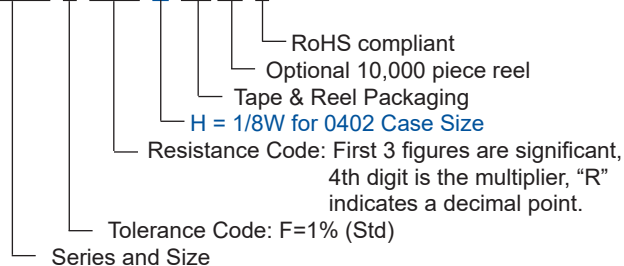 RoHS compliant
Optional 10,000 piece reel
Tape & Reel Packaging
H = 1/8W for 0402 Case Size
Resistance Code: First 3 figures are significant,
4th digit is the multiplier, “R”
indicates a decimal point.
Tolerance Code: F=1% (Std)
Series and Size